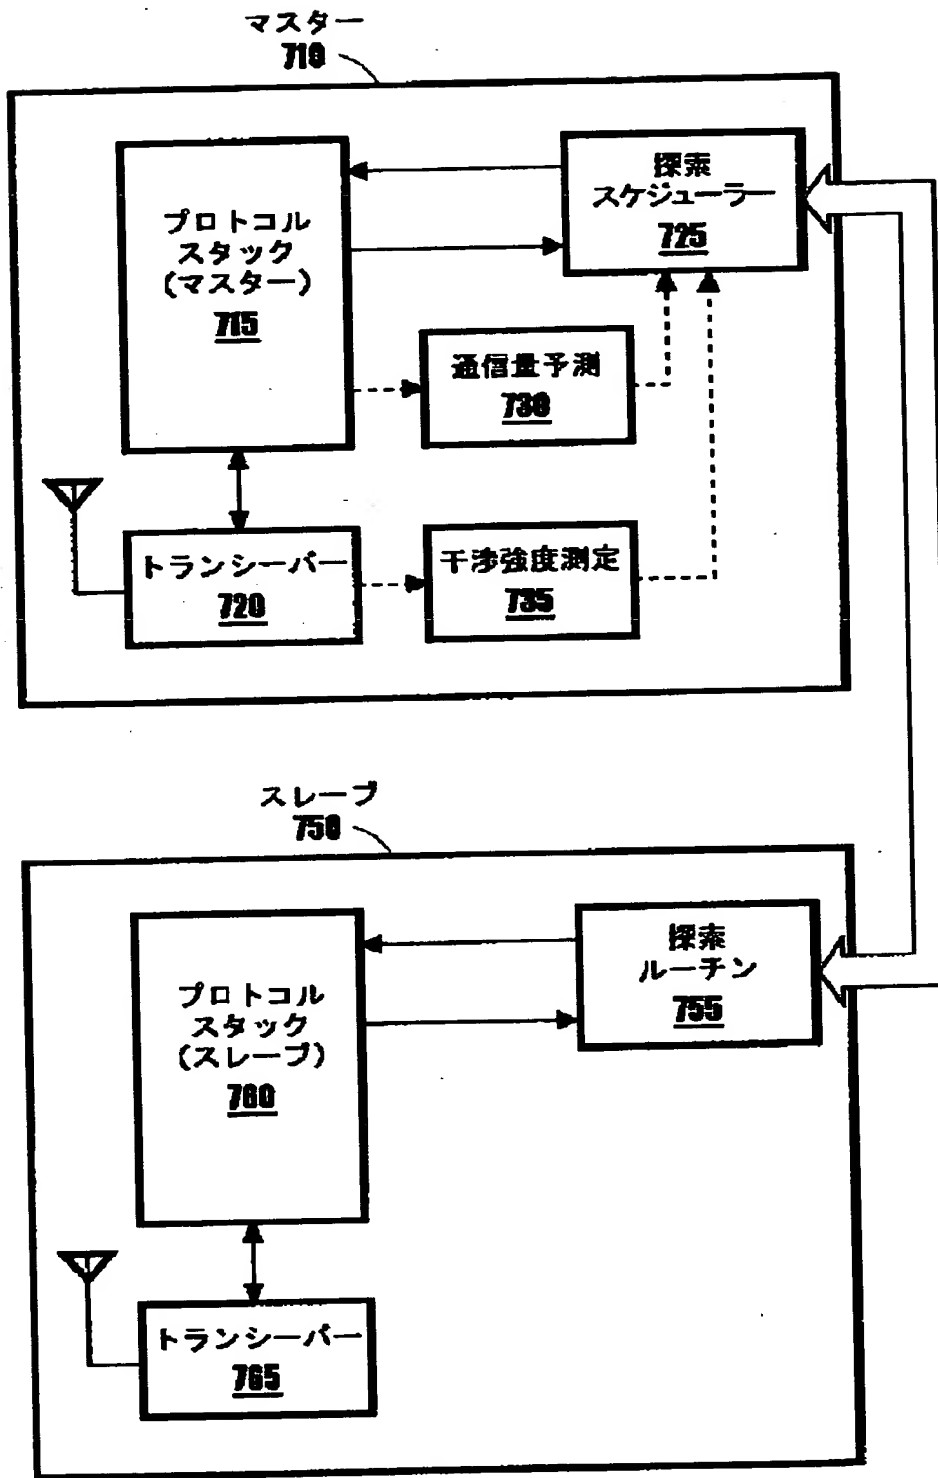 マスター
710
プロトコル
スタック
(マスター)
715
探索
スケジューラー
725
通信量予測
730
トランシーバー
720
干渉強度測定
735
スレーブ
750
プロトコル
スタック
(スレーブ)
760
探索
ルーチン
755
トランシーバー
765